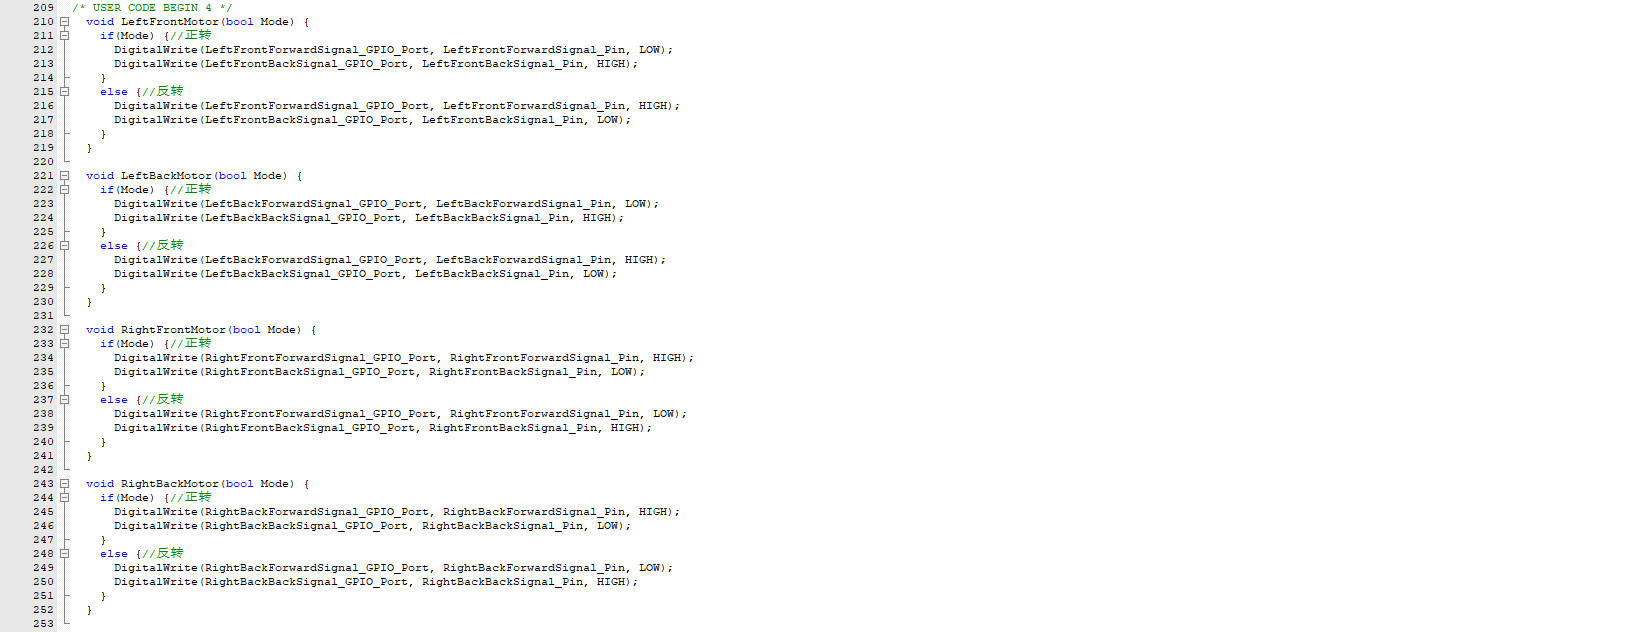 209 /* USER CODE BEGIN 4 */
210 void LeftFrontMotor(bool Mode) {
211 if(Mode) {//正转
212 DigitalWrite(LeftFrontForwardSignal_GPIO_Port, LeftFrontForwardSignal_Pin, LOW);
213 DigitalWrite(LeftFrontBackSignal_GPIO_Port, LeftFrontBackSignal_Pin, HIGH);
214 }
215 else {//反转
216 DigitalWrite(LeftFrontForwardSignal_GPIO_Port, LeftFrontForwardSignal_Pin, HIGH);
217 DigitalWrite(LeftFrontBackSignal_GPIO_Port, LeftFrontBackSignal_Pin, LOW);
218 }
219 }
220
221 void LeftBackMotor(bool Mode) {
222 if(Mode) {//正转
223 DigitalWrite(LeftBackForwardSignal_GPIO_Port, LeftBackForwardSignal_Pin, LOW);
224 DigitalWrite(LeftBackBackSignal_GPIO_Port, LeftBackBackSignal_Pin, HIGH);
225 }
226 else {//反转
227 DigitalWrite(LeftBackForwardSignal_GPIO_Port, LeftBackForwardSignal_Pin, HIGH);
228 DigitalWrite(LeftBackBackSignal_GPIO_Port, LeftBackBackSignal_Pin, LOW);
229 }
230 }
231
232 void RightFrontMotor(bool Mode) {
233 if(Mode) {//正转
234 DigitalWrite(RightFrontForwardSignal_GPIO_Port, RightFrontForwardSignal_Pin, HIGH);
235 DigitalWrite(RightFrontBackSignal_GPIO_Port, RightFrontBackSignal_Pin, LOW);
236 }
237 else {//反转
238 DigitalWrite(RightFrontForwardSignal_GPIO_Port, RightFrontForwardSignal_Pin, LOW);
239 DigitalWrite(RightFrontBackSignal_GPIO_Port, RightFrontBackSignal_Pin, HIGH);
240 }
241 }
242
243 void RightBackMotor(bool Mode) {
244 if(Mode) {//正转
245 DigitalWrite(RightBackForwardSignal_GPIO_Port, RightBackForwardSignal_Pin, HIGH);
246 DigitalWrite(RightBackBackSignal_GPIO_Port, RightBackBackSignal_Pin, LOW);
247 }
248 else {//反转
249 DigitalWrite(RightBackForwardSignal_GPIO_Port, RightBackForwardSignal_Pin, LOW);
250 DigitalWrite(RightBackBackSignal_GPIO_Port, RightBackBackSignal_Pin, HIGH);
251 }
252 }
253